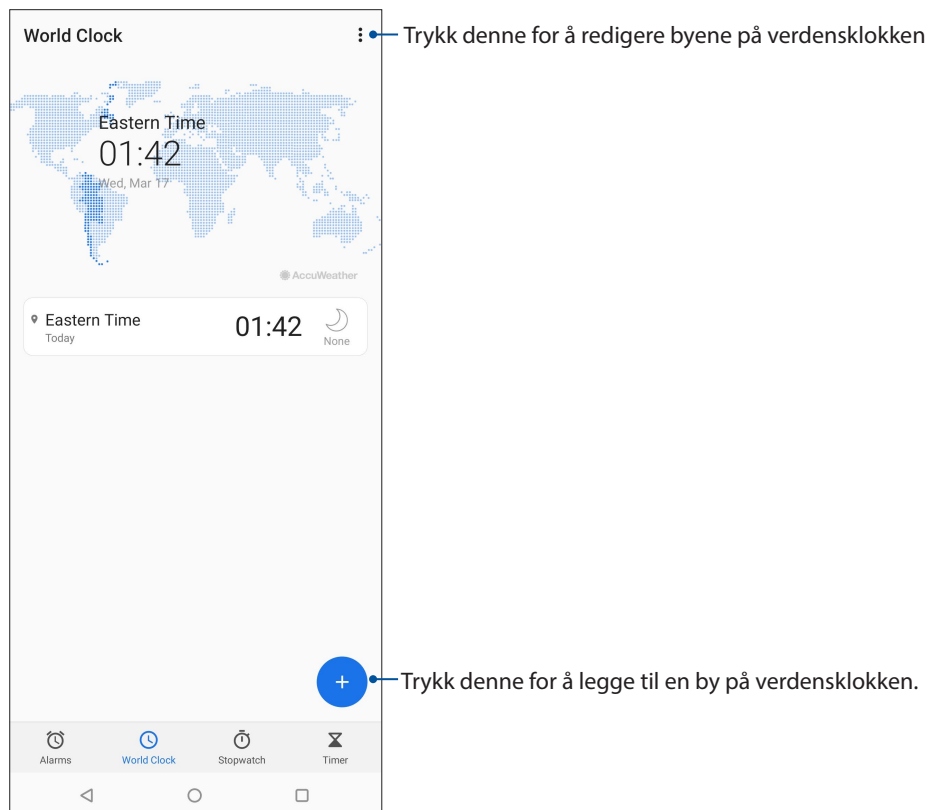 World Clock
Trykk denne for å redigere byene på verdensklokken
Eastern Time
01:42
Wed, Mar 17
AccuWeather
Eastern Time
Today
01:42
None
+
Trykk denne for å legge til en by på verdensklokken.
Alarms
World Clock
Stopwatch
Timer